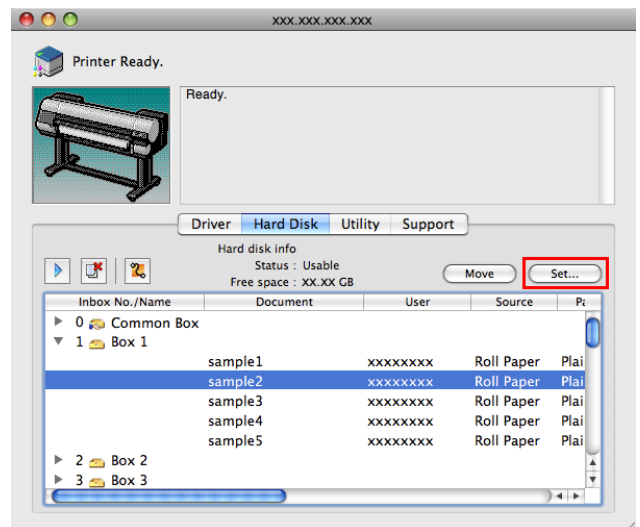 xxx.xxx.xxx.xxx
Printer Ready.
Ready.
Driver Hard Disk Utility Support
Hard disk info
Status : Usable
Free space : XX.XX GB
Move Set...
Inbox No./Name Document User Source Pa
0 Common Box
1 Box 1
sample1 xxxxxxxx Roll Paper Plai
sample2 xxxxxxxx Roll Paper Plai
sample3 xxxxxxxx Roll Paper Plai
sample4 xxxxxxxx Roll Paper Plai
sample5 xxxxxxxx Roll Paper Plai
2 Box 2
3 Box 3